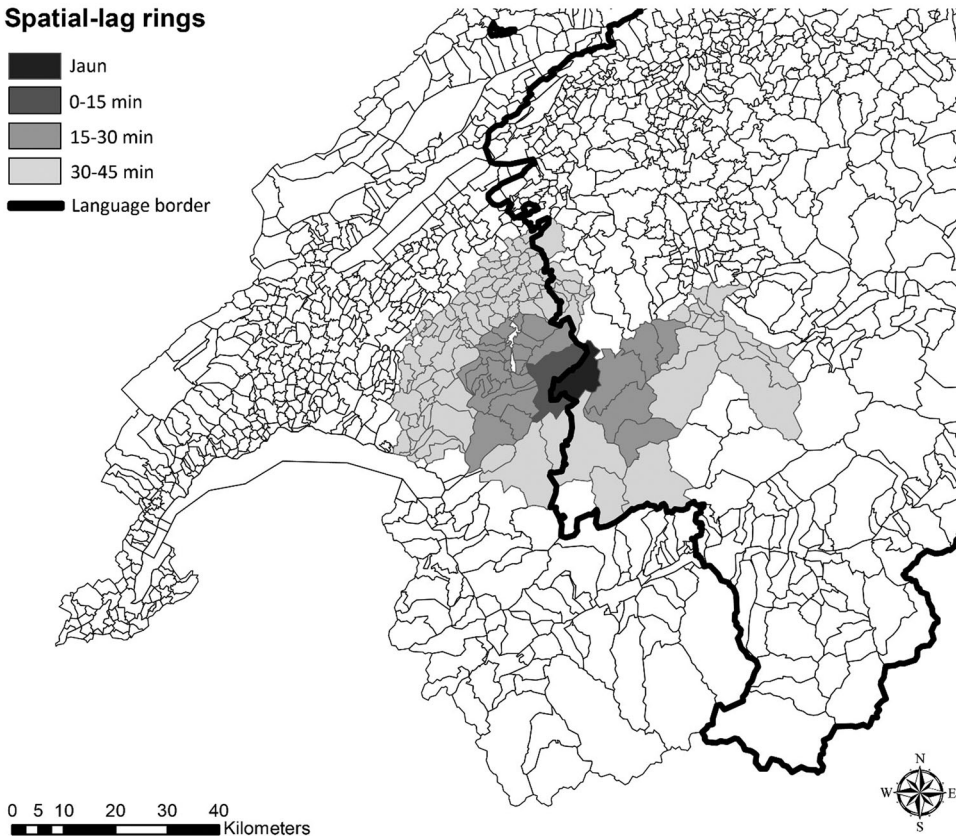 Spatial-lag rings
Jaun
0-15 min
15-30 min
30-45 min
Language border
N
W E
S
0 5 10 20 30 40
Kilometers